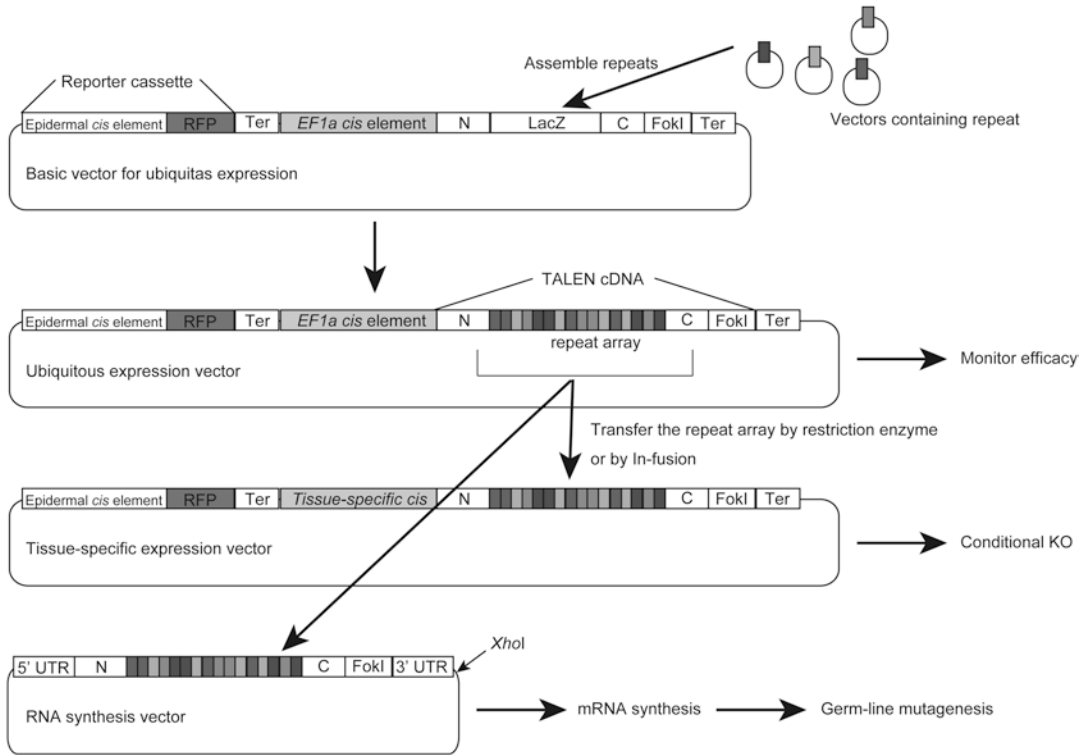 Reporter cassette
Assemble repeats
Vectors containing repeat
Epidermal cis element RFP Ter EF1a cis element N LacZ C FokI Ter
Basic vector for ubiquitas expression
TALEN cDNA
Epidermal cis element RFP Ter EF1a cis element N C FokI Ter
repeat array
Ubiquitous expression vector
Monitor efficacy
Transfer the repeat array by restriction enzyme
or by In-fusion
Epidermal cis element RFP Ter Tissue-specific cis N C FokI Ter
Tissue-specific expression vector
Conditional KO
XhoI
5' UTR N C FokI 3' UTR
RNA synthesis vector
mRNA synthesis
Germ-line mutagenesis